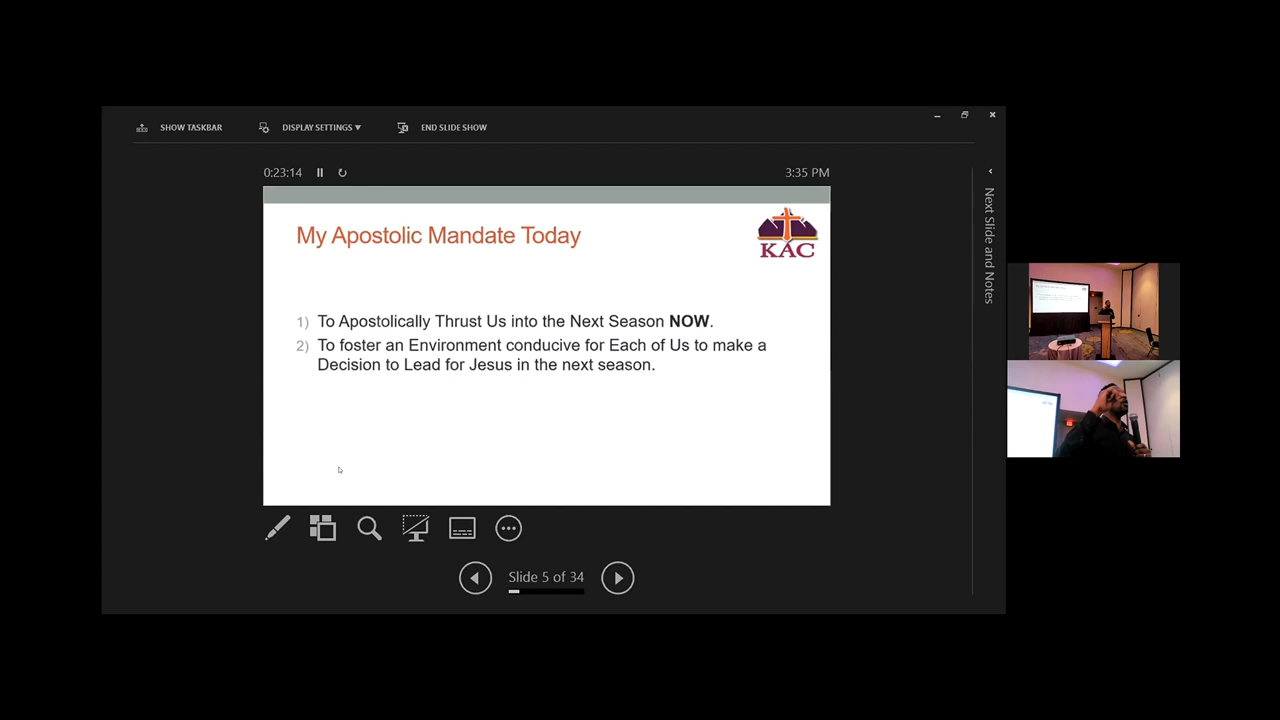 SHOW TASKBAR
DISPLAY SETTINGS ▼
END SLIDE SHOW
0:23:14
3:35 PM
My Apostolic Mandate Today
KAC
1) To Apostolically Thrust Us into the Next Season NOW.
2) To foster an Environment conducive for Each of Us to make a
Decision to Lead for Jesus in the next season.
Next Slide and Notes
Slide 5 of 34